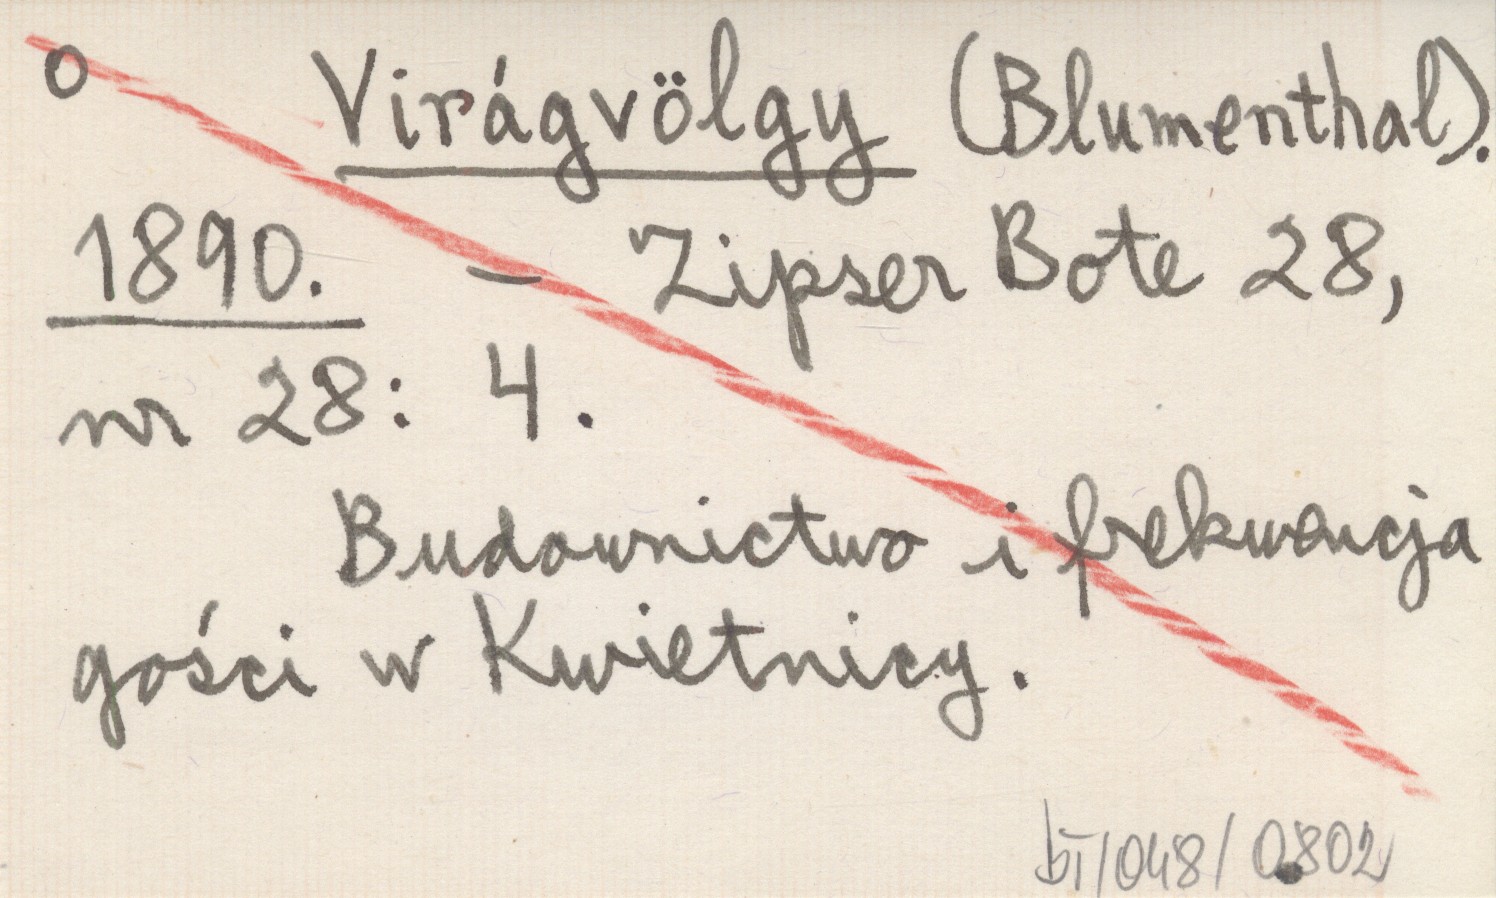 o Virágvölgy (Blumenthal).
1890. – Zipser Bote 28,
nr 28: 4.
Budownictwo i frekwencja
gości w Kwietnicy.
bI/048/0802